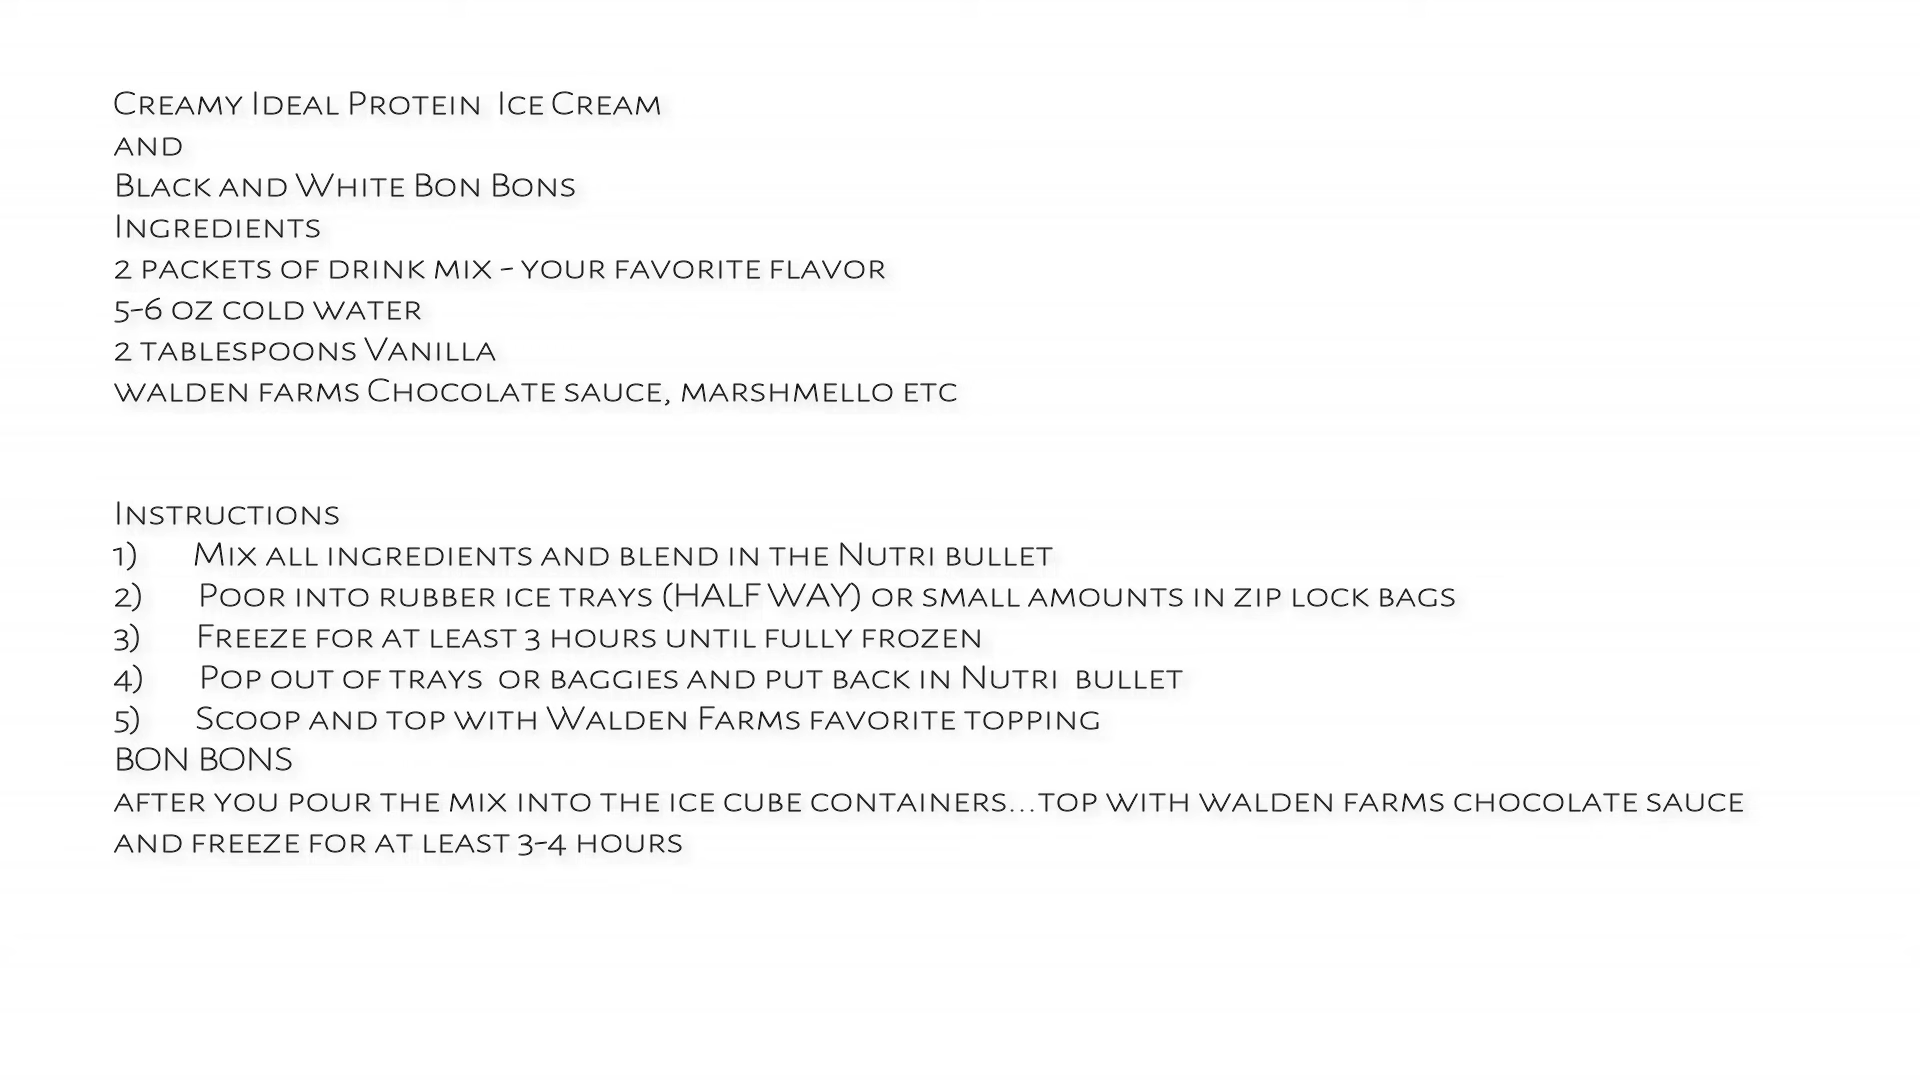 Creamy Ideal Protein Ice Cream
and
Black and White Bon Bons
Ingredients
2 packets of drink mix - your favorite flavor
5-6 oz cold water
2 tablespoons Vanilla
walden farms Chocolate sauce, marshmello etc
Instructions
1) Mix all ingredients and blend in the Nutri bullet
2) Poor into rubber ice trays (HALF WAY) or small amounts in zip lock bags
3) Freeze for at least 3 hours until fully frozen
4) Pop out of trays or baggies and put back in Nutri bullet
5) Scoop and top with Walden Farms favorite topping
BON BONS
after you pour the mix into the ice cube containers...top with walden farms chocolate sauce
and freeze for at least 3-4 hours